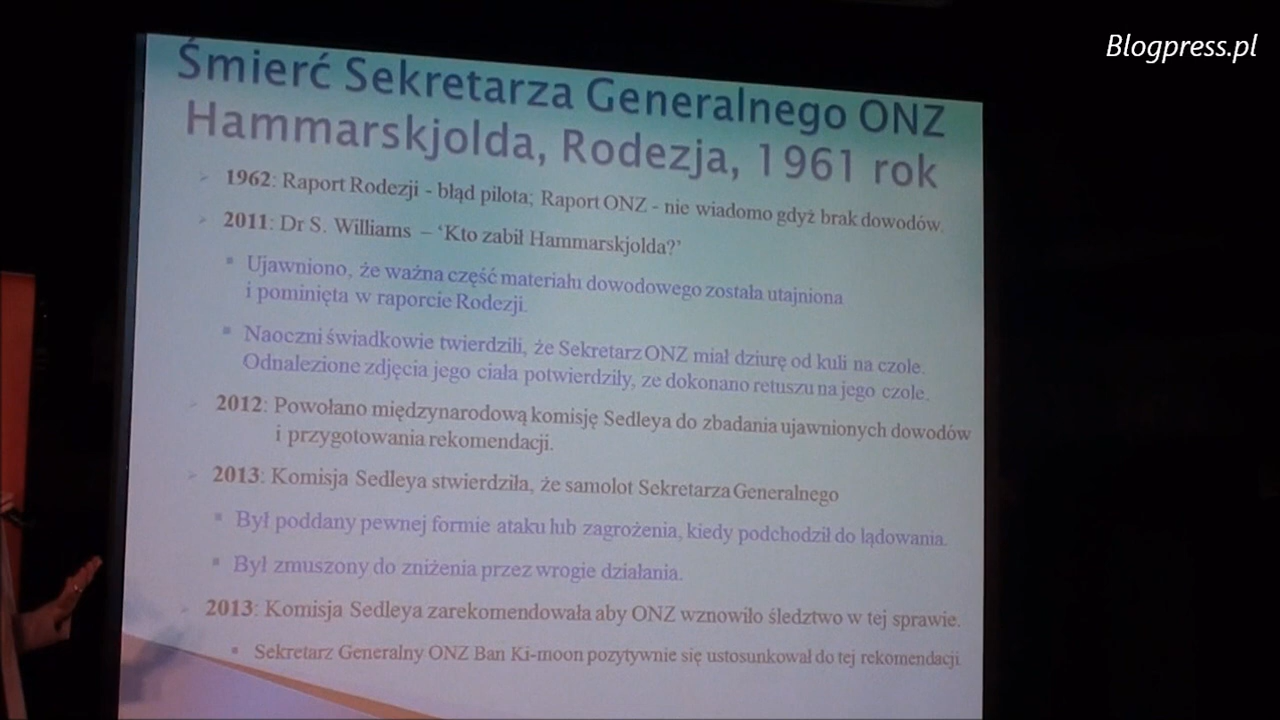 Blogpress.pl
Śmierć Sekretarza Generalnego ONZ
Hammarskjolda, Rodezja, 1961 rok
1962: Raport Rodezji - błąd pilota; Raport ONZ - nie wiadomo gdyż brak dowodów.
2011: Dr S. Williams – ‘Kto zabił Hammarskjolda?’
Ujawniono, że ważna część materiału dowodowego została utajniona
i pominięta w raporcie Rodezji.
Naoczni świadkowie twierdzili, że Sekretarz ONZ miał dziurę od kuli na czole.
Odnalezione zdjęcia jego ciała potwierdziły, ze dokonano retuszu na jego czole.
2012: Powołano międzynarodową komisję Sedleya do zbadania ujawnionych dowodów
i przygotowania rekomendacji.
2013: Komisja Sedleya stwierdziła, że samolot Sekretarza Generalnego
Był poddany pewnej formie ataku lub zagrożenia, kiedy podchodził do lądowania.
Był zmuszony do zniżenia przez wrogie działania.
2013: Komisja Sedleya zarekomendowała aby ONZ wznowiło śledztwo w tej sprawie.
Sekretarz Generalny ONZ Ban Ki-moon pozytywnie się ustosunkował do tej rekomendacji.